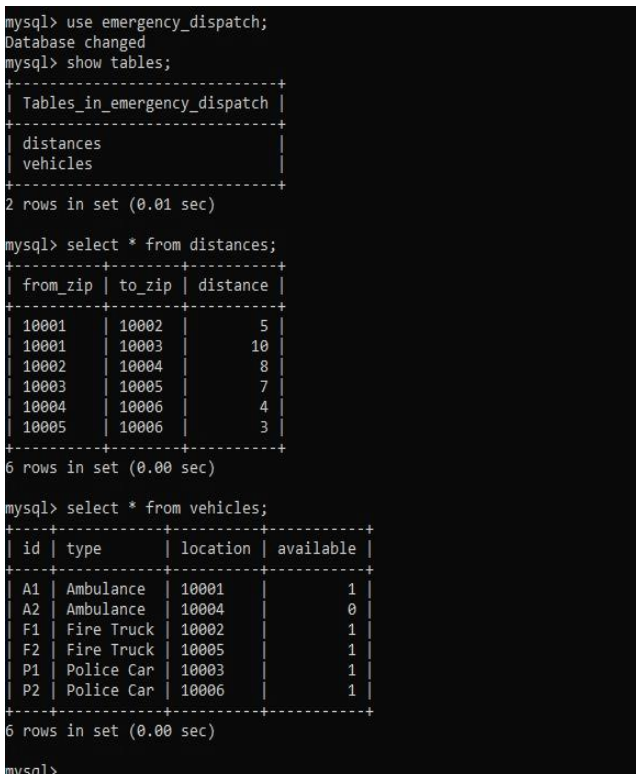 mysql> use emergency_dispatch;
Database changed
mysql> show tables;
+------------------------------+
| Tables_in_emergency_dispatch |
+------------------------------+
| distances                    |
| vehicles                     |
+------------------------------+
2 rows in set (0.01 sec)
mysql> select * from distances;
+----------+--------+----------+
| from_zip | to_zip | distance |
+----------+--------+----------+
| 10001    | 10002  |        5 |
| 10001    | 10003  |       10 |
| 10002    | 10004  |        8 |
| 10003    | 10005  |        7 |
| 10004    | 10006  |        4 |
| 10005    | 10006  |        3 |
+----------+--------+----------+
6 rows in set (0.00 sec)
mysql> select * from vehicles;
+----+------------+----------+-----------+
| id | type       | location | available |
+----+------------+----------+-----------+
| A1 | Ambulance  | 10001    |         1 |
| A2 | Ambulance  | 10004    |         0 |
| F1 | Fire Truck | 10002    |         1 |
| F2 | Fire Truck | 10005    |         1 |
| P1 | Police Car | 10003    |         1 |
| P2 | Police Car | 10006    |         1 |
+----+------------+----------+-----------+
6 rows in set (0.00 sec)
mysql>